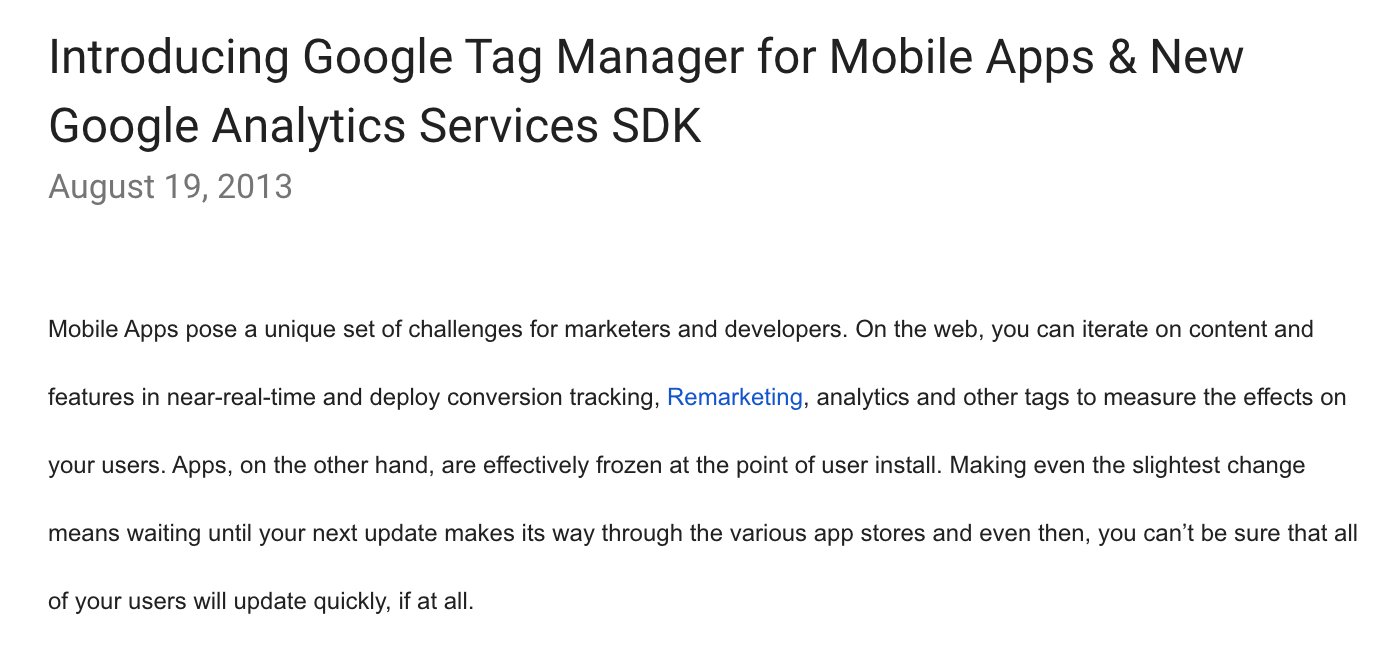 Introducing Google Tag Manager for Mobile Apps & New
Google Analytics Services SDK
August 19, 2013
Mobile Apps pose a unique set of challenges for marketers and developers. On the web, you can iterate on content and
features in near-real-time and deploy conversion tracking, Remarketing, analytics and other tags to measure the effects on
your users. Apps, on the other hand, are effectively frozen at the point of user install. Making even the slightest change
means waiting until your next update makes its way through the various app stores and even then, you can’t be sure that all
of your users will update quickly, if at all.